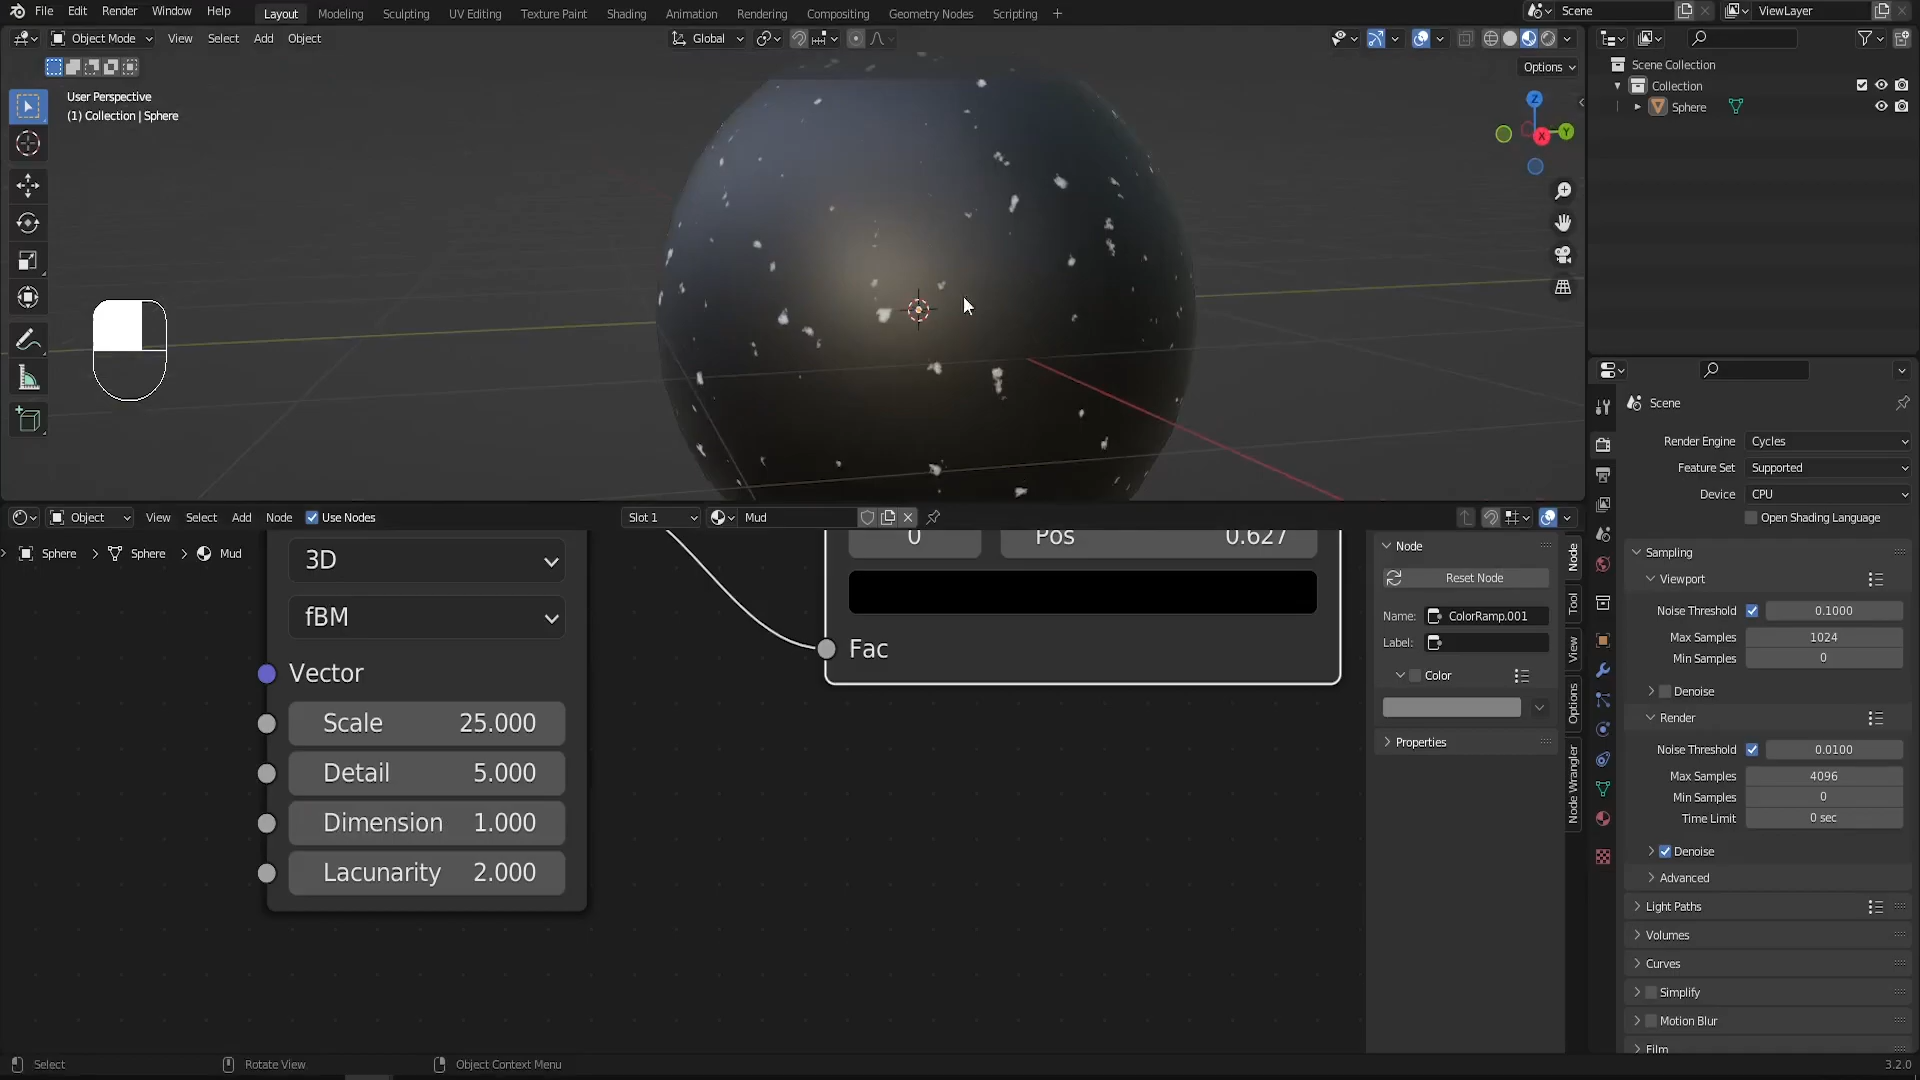 File Edit Render Window Help Layout Modeling Sculpting UV Editing Texture Paint Shading Animation Rendering Compositing Geometry Nodes Scripting + Scene ViewLayer
Object Mode View Select Add Object Global
Options
User Perspective
(1) Collection | Sphere
Z
Y
X
Scene Collection
Collection
Sphere
Scene
Render Engine Cycles
Feature Set Supported
Device CPU
Open Shading Language
Sampling
Viewport
Noise Threshold 0.1000
Max Samples 1024
Min Samples 0
Denoise
Render
Noise Threshold 0.0100
Max Samples 4096
Min Samples 0
Time Limit 0 sec
Denoise
Advanced
Light Paths
Volumes
Curves
Simplify
Motion Blur
Film
Object View Select Add Node Use Nodes Slot 1 Mud
Sphere > Sphere > Mud
3D
fBM
Vector
Scale 25.000
Detail 5.000
Dimension 1.000
Lacunarity 2.000
0 Pos 0.627
Fac
Node
Reset Node
Name: ColorRamp.001
Label:
Color
Properties
Node
Tool
View
Options
Node Wrangler
Select Rotate View Object Context Menu 3.2.0